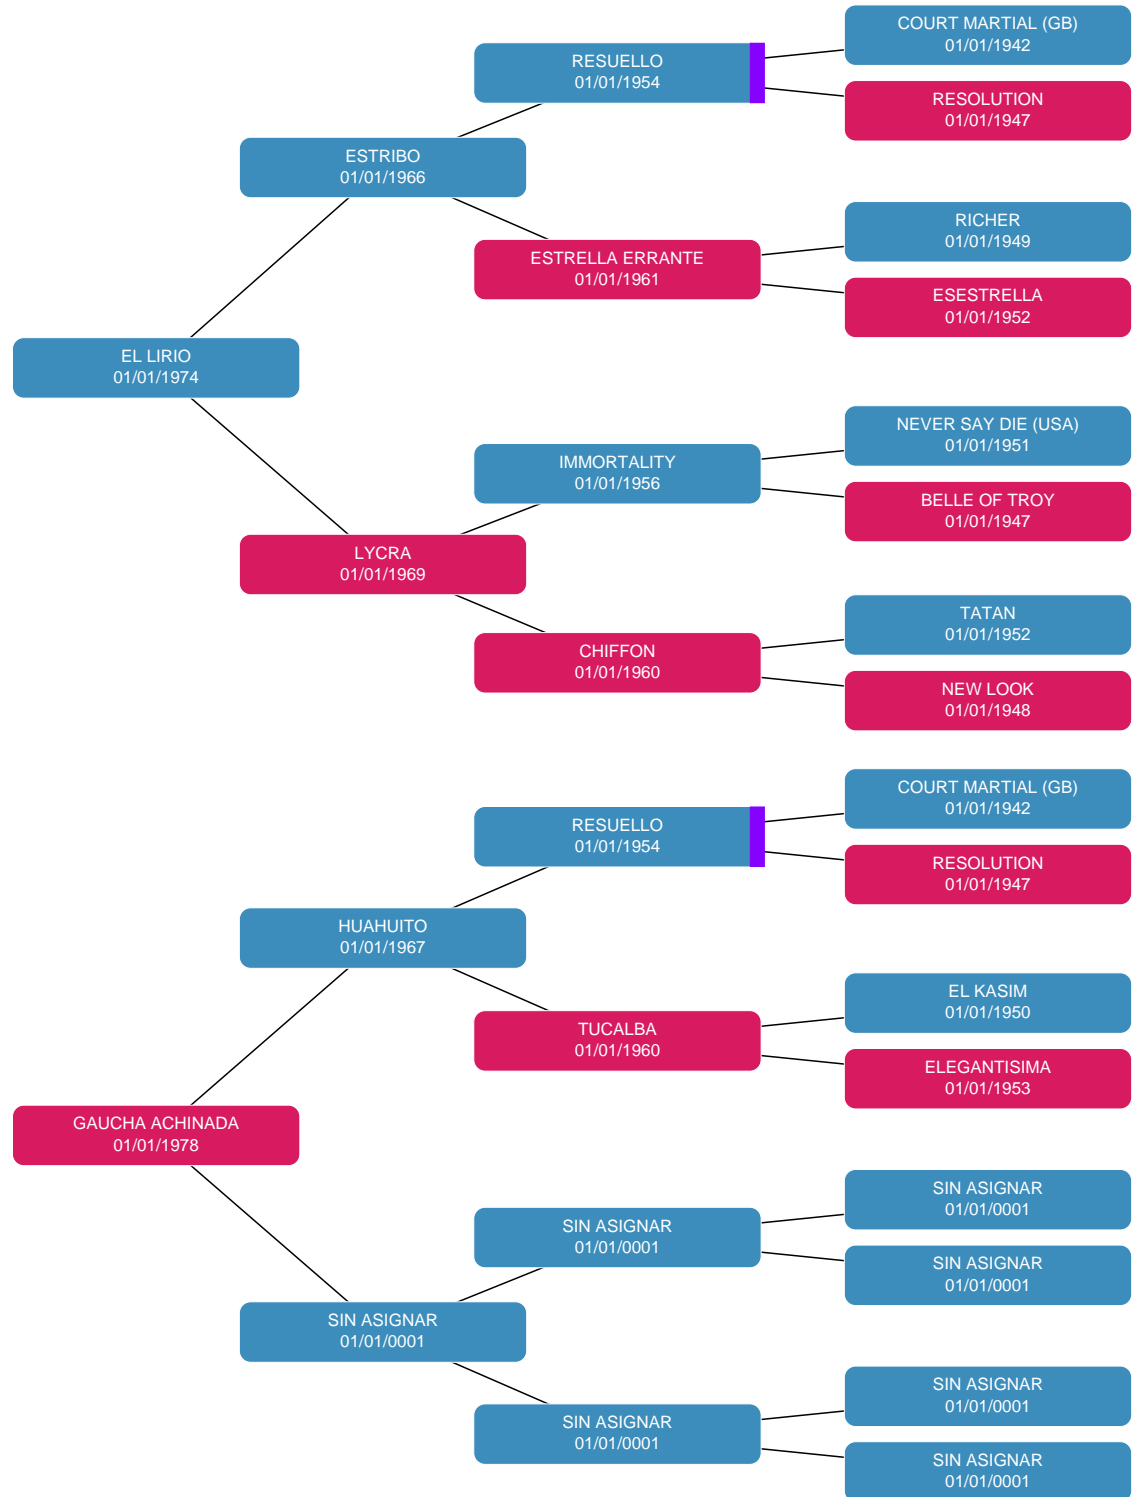 COURT MARTIAL (GB)
01/01/1942
RESUELLO
01/01/1954
RESOLUTION
01/01/1947
ESTRIBO
01/01/1966
RICHER
01/01/1949
ESTRELLA ERRANTE
01/01/1961
ESESTRELLA
01/01/1952
EL LIRIO
01/01/1974
NEVER SAY DIE (USA)
01/01/1951
IMMORTALITY
01/01/1956
BELLE OF TROY
01/01/1947
LYCRA
01/01/1969
TATAN
01/01/1952
CHIFFON
01/01/1960
NEW LOOK
01/01/1948
COURT MARTIAL (GB)
01/01/1942
RESUELLO
01/01/1954
RESOLUTION
01/01/1947
HUAHUITO
01/01/1967
EL KASIM
01/01/1950
TUCALBA
01/01/1960
ELEGANTISIMA
01/01/1953
GAUCHA ACHINADA
01/01/1978
SIN ASIGNAR
01/01/0001
SIN ASIGNAR
01/01/0001
SIN ASIGNAR
01/01/0001
SIN ASIGNAR
01/01/0001
SIN ASIGNAR
01/01/0001
SIN ASIGNAR
01/01/0001
SIN ASIGNAR
01/01/0001